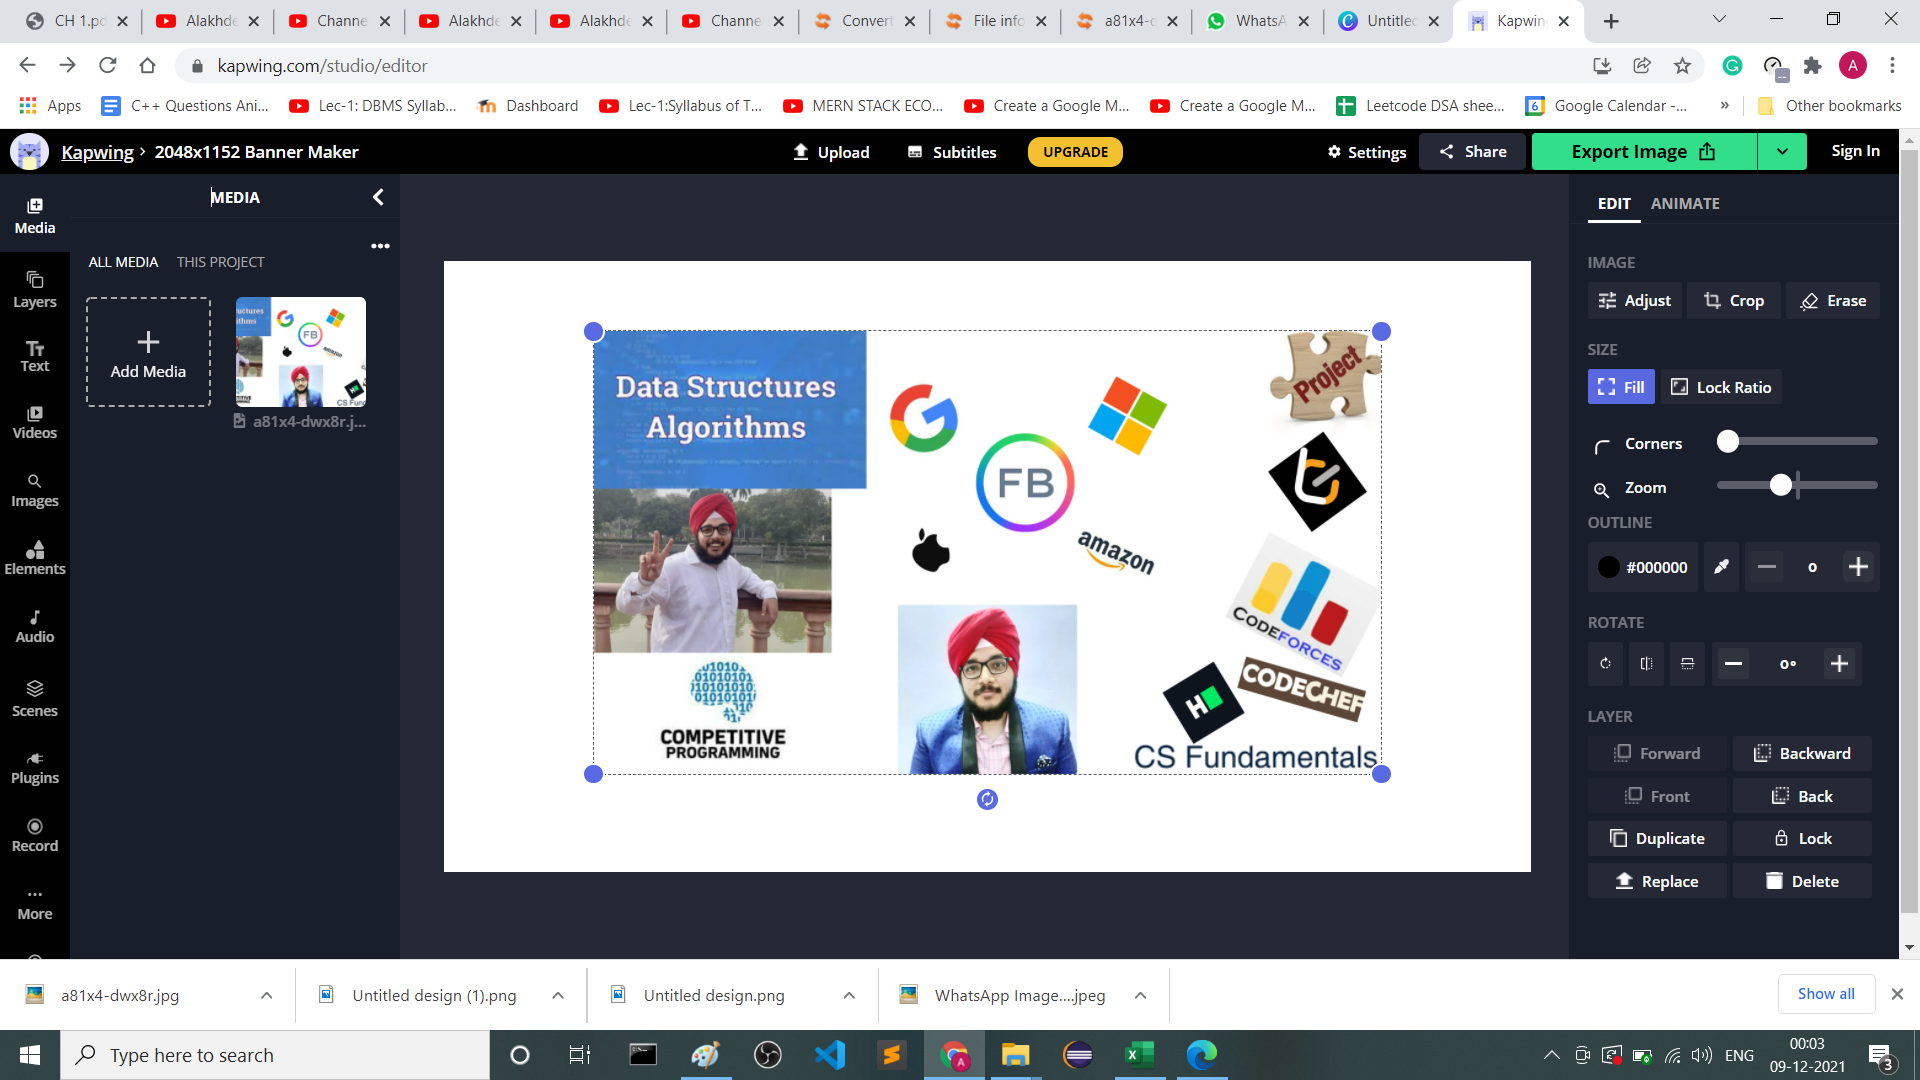 CH 1.pd
Alakhde
Channe
Alakhde
Alakhde
Channe
Convert
File info
a81x4-d
WhatsA
Untitled
Kapwin
kapwing.com/studio/editor
A
Apps
C++ Questions Ani...
Lec-1: DBMS Syllab...
Dashboard
Lec-1:Syllabus of T...
MERN STACK ECO...
Create a Google M...
Create a Google M...
Leetcode DSA shee...
Google Calendar -...
»
Other bookmarks
Kapwing › 2048x1152 Banner Maker
Upload
Subtitles
UPGRADE
Settings
Share
Export Image
Sign In
Media
Layers
Text
Videos
Images
Elements
Audio
Scenes
Plugins
Record
More
MEDIA
ALL MEDIA
THIS PROJECT
Add Media
a81x4-dwx8r.j...
Data Structures
Algorithms
FB
amazon
Project
CODEFORCES
CODECHEF
H
CS Fundamentals
COMPETITIVE
PROGRAMMING
EDIT
ANIMATE
IMAGE
Adjust
Crop
Erase
SIZE
Fill
Lock Ratio
Corners
Zoom
OUTLINE
#000000
0
ROTATE
0°
LAYER
Forward
Backward
Front
Back
Duplicate
Lock
Replace
Delete
a81x4-dwx8r.jpg
Untitled design (1).png
Untitled design.png
WhatsApp Image....jpeg
Show all
Type here to search
ENG
00:03
09-12-2021
3